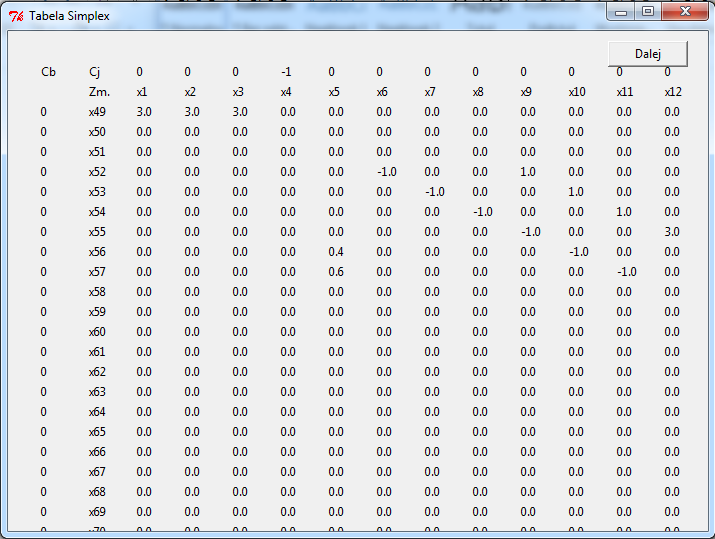 Tabela Simplex
Dalej
Cb Cj 0 0 0 -1 0 0 0 0 0 0 0 0
Zm. x1 x2 x3 x4 x5 x6 x7 x8 x9 x10 x11 x12
0 x49 3.0 3.0 3.0 0.0 0.0 0.0 0.0 0.0 0.0 0.0 0.0 0.0
0 x50 0.0 0.0 0.0 0.0 0.0 0.0 0.0 0.0 0.0 0.0 0.0 0.0
0 x51 0.0 0.0 0.0 0.0 0.0 0.0 0.0 0.0 0.0 0.0 0.0 0.0
0 x52 0.0 0.0 0.0 0.0 0.0 -1.0 0.0 0.0 1.0 0.0 0.0 0.0
0 x53 0.0 0.0 0.0 0.0 0.0 0.0 -1.0 0.0 0.0 1.0 0.0 0.0
0 x54 0.0 0.0 0.0 0.0 0.0 0.0 0.0 -1.0 0.0 0.0 1.0 0.0
0 x55 0.0 0.0 0.0 0.0 0.0 0.0 0.0 0.0 -1.0 0.0 0.0 3.0
0 x56 0.0 0.0 0.0 0.0 0.4 0.0 0.0 0.0 0.0 -1.0 0.0 0.0
0 x57 0.0 0.0 0.0 0.0 0.6 0.0 0.0 0.0 0.0 0.0 -1.0 0.0
0 x58 0.0 0.0 0.0 0.0 0.0 0.0 0.0 0.0 0.0 0.0 0.0 0.0
0 x59 0.0 0.0 0.0 0.0 0.0 0.0 0.0 0.0 0.0 0.0 0.0 0.0
0 x60 0.0 0.0 0.0 0.0 0.0 0.0 0.0 0.0 0.0 0.0 0.0 0.0
0 x61 0.0 0.0 0.0 0.0 0.0 0.0 0.0 0.0 0.0 0.0 0.0 0.0
0 x62 0.0 0.0 0.0 0.0 0.0 0.0 0.0 0.0 0.0 0.0 0.0 0.0
0 x63 0.0 0.0 0.0 0.0 0.0 0.0 0.0 0.0 0.0 0.0 0.0 0.0
0 x64 0.0 0.0 0.0 0.0 0.0 0.0 0.0 0.0 0.0 0.0 0.0 0.0
0 x65 0.0 0.0 0.0 0.0 0.0 0.0 0.0 0.0 0.0 0.0 0.0 0.0
0 x66 0.0 0.0 0.0 0.0 0.0 0.0 0.0 0.0 0.0 0.0 0.0 0.0
0 x67 0.0 0.0 0.0 0.0 0.0 0.0 0.0 0.0 0.0 0.0 0.0 0.0
0 x68 0.0 0.0 0.0 0.0 0.0 0.0 0.0 0.0 0.0 0.0 0.0 0.0
0 x69 0.0 0.0 0.0 0.0 0.0 0.0 0.0 0.0 0.0 0.0 0.0 0.0